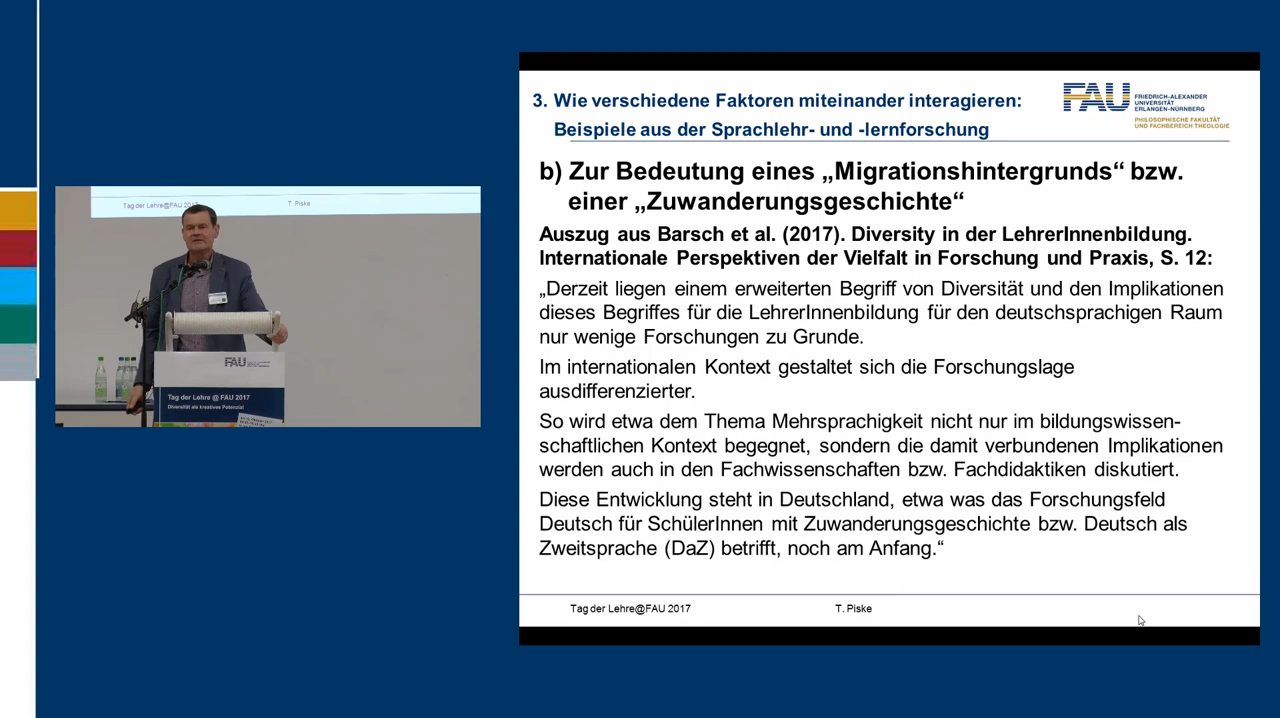 3. Wie verschiedene Faktoren miteinander interagieren:
Beispiele aus der Sprachlehr- und -lernforschung
FAU
FRIEDRICH-ALEXANDER
UNIVERSITÄT
ERLANGEN-NÜRNBERG
PHILOSOPHISCHE FAKULTÄT
UND FACHBEREICH THEOLOGIE
b) Zur Bedeutung eines „Migrationshintergrunds“ bzw.
einer „Zuwanderungsgeschichte“
Auszug aus Barsch et al. (2017). Diversity in der LehrerInnenbildung.
Internationale Perspektiven der Vielfalt in Forschung und Praxis, S. 12:
„Derzeit liegen einem erweiterten Begriff von Diversität und den Implikationen
dieses Begriffes für die LehrerInnenbildung für den deutschsprachigen Raum
nur wenige Forschungen zu Grunde.
Im internationalen Kontext gestaltet sich die Forschungslage
ausdifferenzierter.
So wird etwa dem Thema Mehrsprachigkeit nicht nur im bildungswissen-
schaftlichen Kontext begegnet, sondern die damit verbundenen Implikationen
werden auch in den Fachwissenschaften bzw. Fachdidaktiken diskutiert.
Diese Entwicklung steht in Deutschland, etwa was das Forschungsfeld
Deutsch für SchülerInnen mit Zuwanderungsgeschichte bzw. Deutsch als
Zweitsprache (DaZ) betrifft, noch am Anfang.“
Tag der Lehre@FAU 2017
T. Piske
Tag der Lehre@FAU 2017
T. Piske
FAU
Tag der Lehre @ FAU 2017
Diversität als kreatives Potenzial